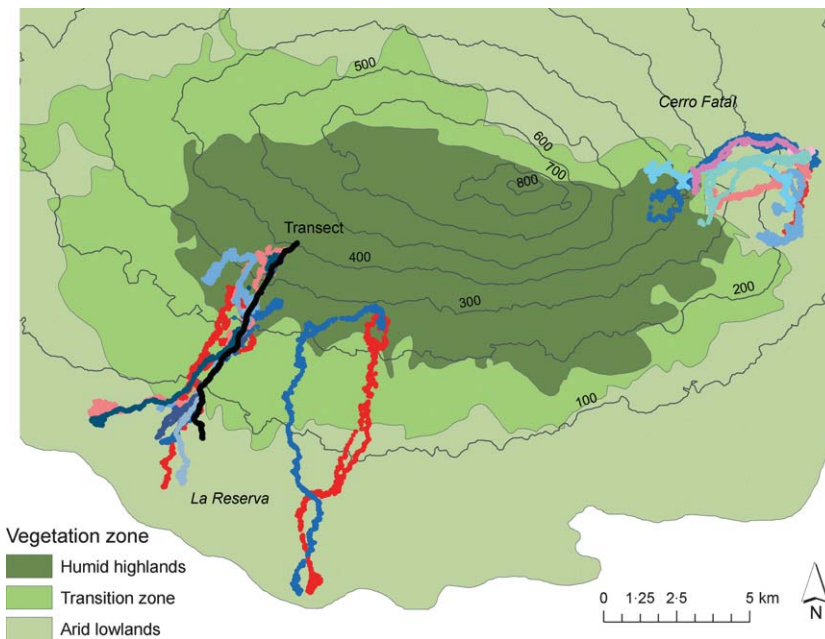 500
Cerro Fatal
600
700
800
Transect
400
300
200
100
La Reserva
Vegetation zone
Humid highlands
Transition zone
Arid lowlands
0 1·25 2·5 5 km
N